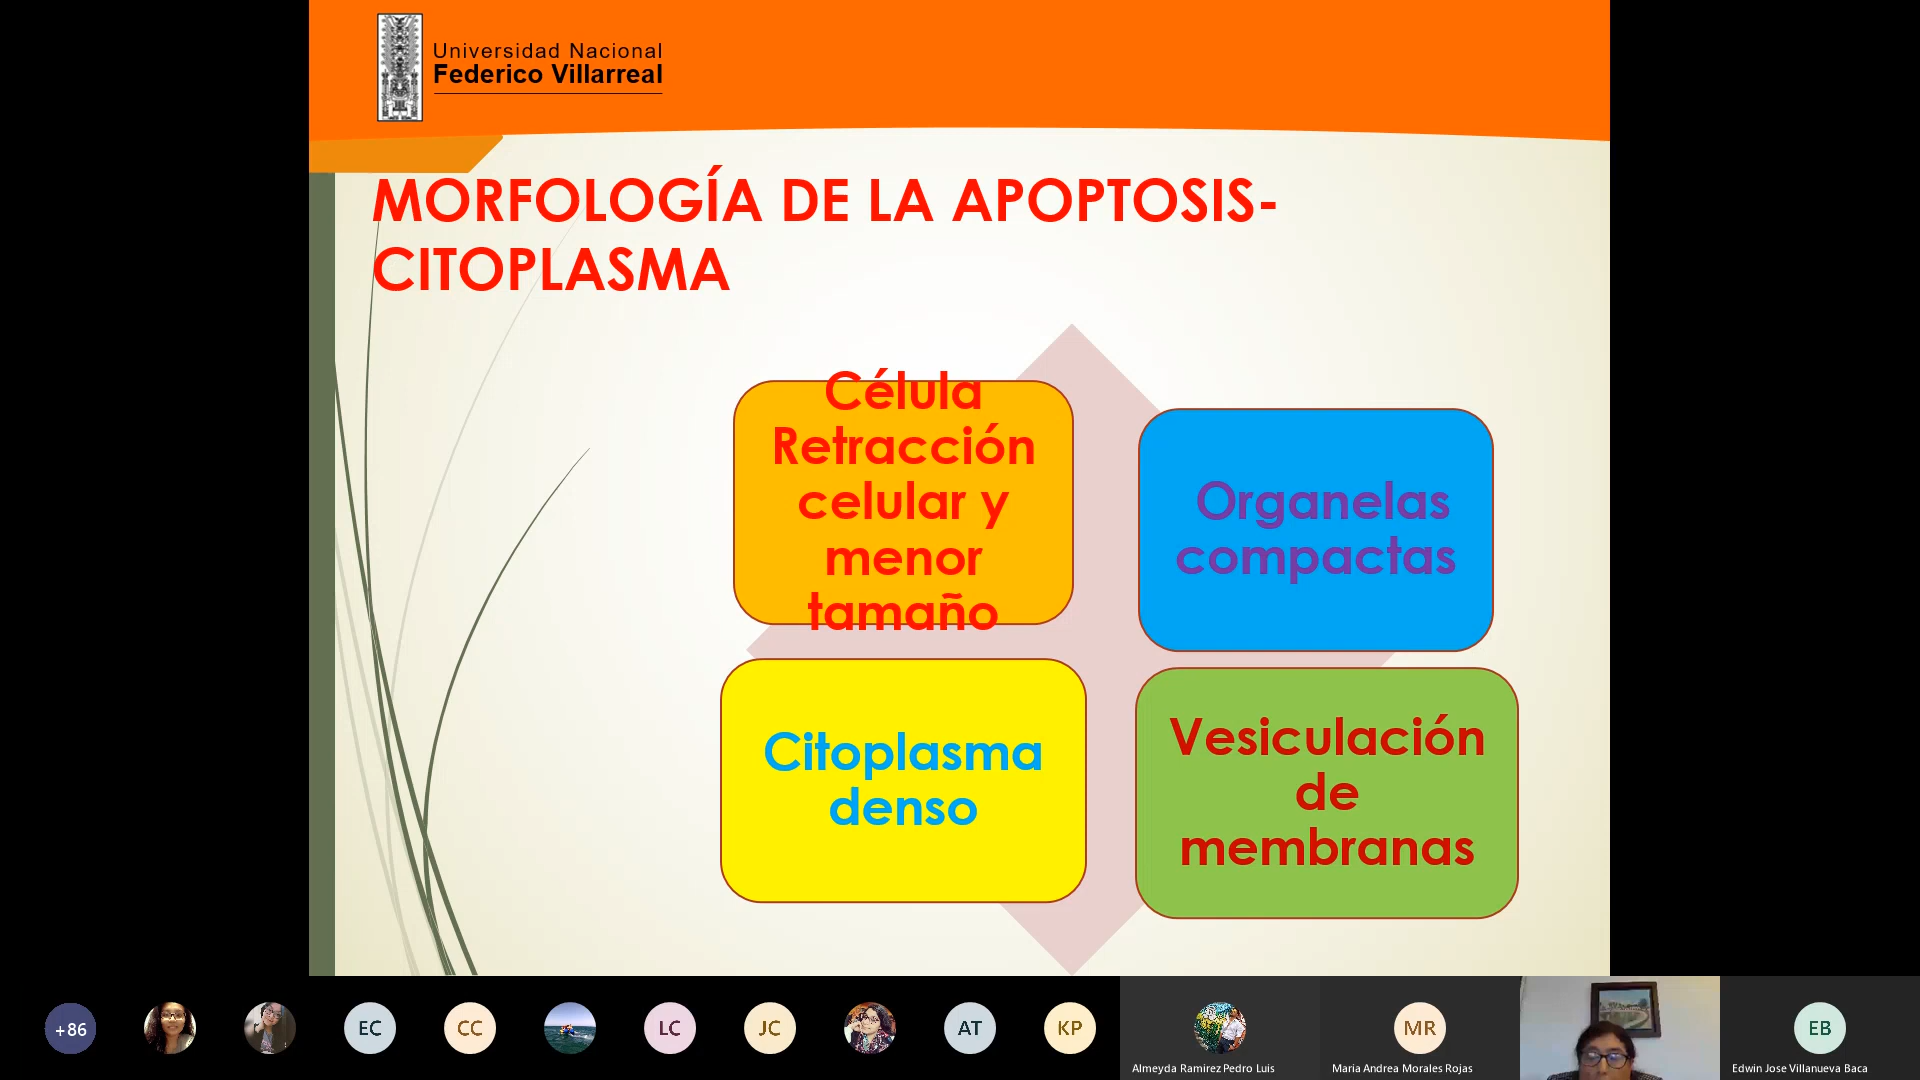 Universidad Nacional
Federico Villarreal
MORFOLOGÍA DE LA APOPTOSIS-
CITOPLASMA
Célula
Retracción
celular y
menor
tamaño
Organelas
compactas
Citoplasma
denso
Vesiculación
de
membranas
+86
EC
CC
LC
JC
AT
KP
Almeyda Ramirez Pedro Luis
MR
Maria Andrea Morales Rojas
EB
Edwin Jose Villanueva Baca